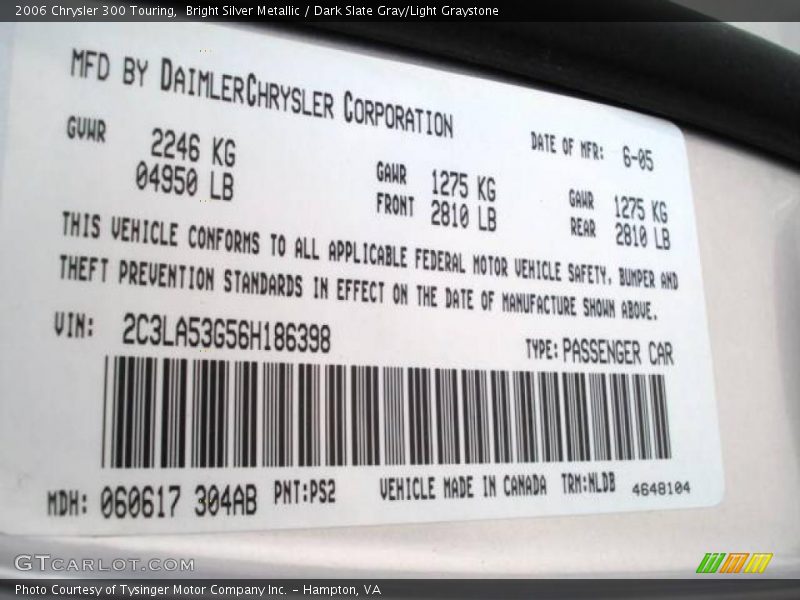 2006 Chrysler 300 Touring,  Bright Silver Metallic / Dark Slate Gray/Light Graystone
MFD BY DAIMLERCHRYSLER CORPORATION
DATE OF MFR: 6-05
GVWR 2246 KG
04950 LB
GAWR 1275 KG
FRONT 2810 LB
GAWR 1275 KG
REAR 2810 LB
THIS VEHICLE CONFORMS TO ALL APPLICABLE FEDERAL MOTOR VEHICLE SAFETY, BUMPER AND
THEFT PREVENTION STANDARDS IN EFFECT ON THE DATE OF MANUFACTURE SHOWN ABOVE.
VIN: 2C3LA53G56H186398
TYPE: PASSENGER CAR
MDH: 060617 304AB PNT:PS2 VEHICLE MADE IN CANADA TRM:NLDB 4648104
GTCARLOT.COM
Photo Courtesy of Tysinger Motor Company Inc. - Hampton, VA